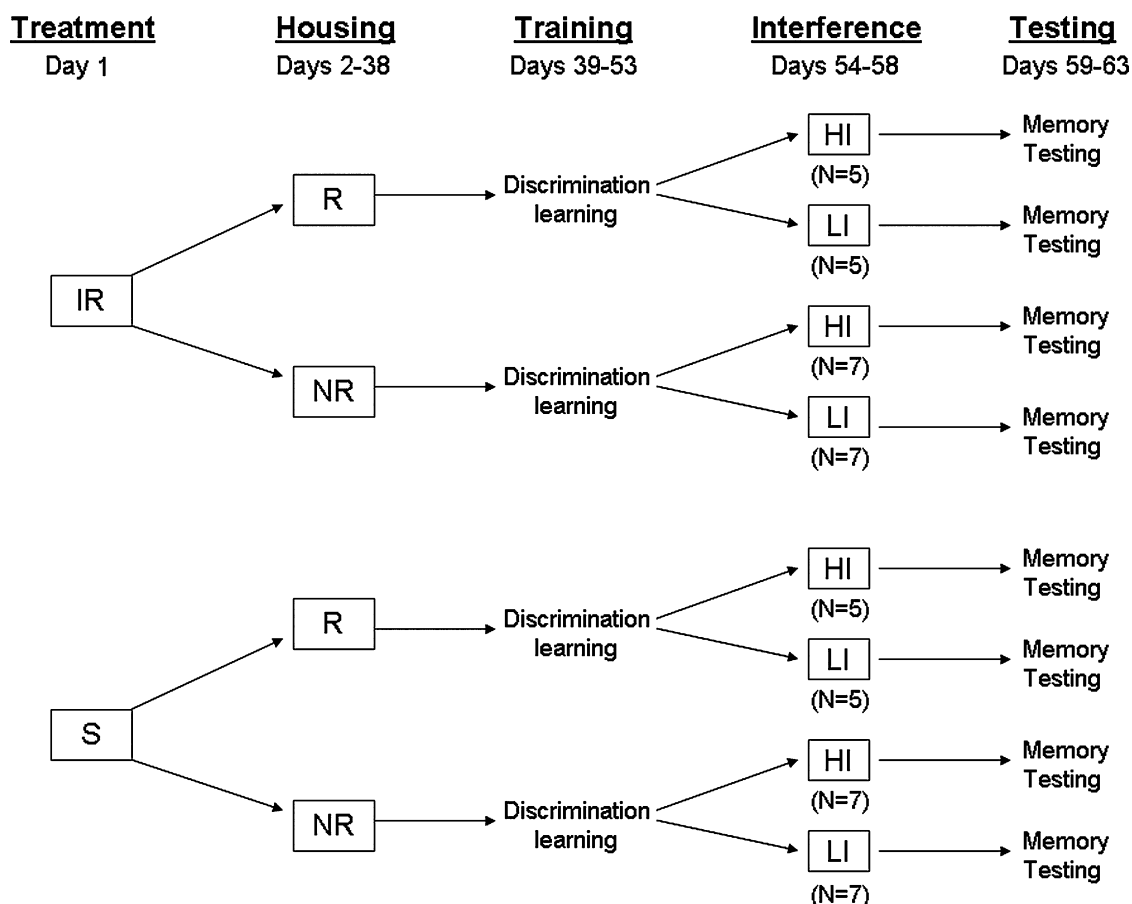 Treatment Housing Training Interference Testing
Day 1 Days 2-38 Days 39-53 Days 54-58 Days 59-63
HI
(N=5)
Memory
Testing
R
Discrimination
learning
LI
(N=5)
Memory
Testing
IR
HI
(N=7)
Memory
Testing
NR
Discrimination
learning
LI
(N=7)
Memory
Testing
HI
(N=5)
Memory
Testing
R
Discrimination
learning
LI
(N=5)
Memory
Testing
S
HI
(N=7)
Memory
Testing
NR
Discrimination
learning
LI
(N=7)
Memory
Testing